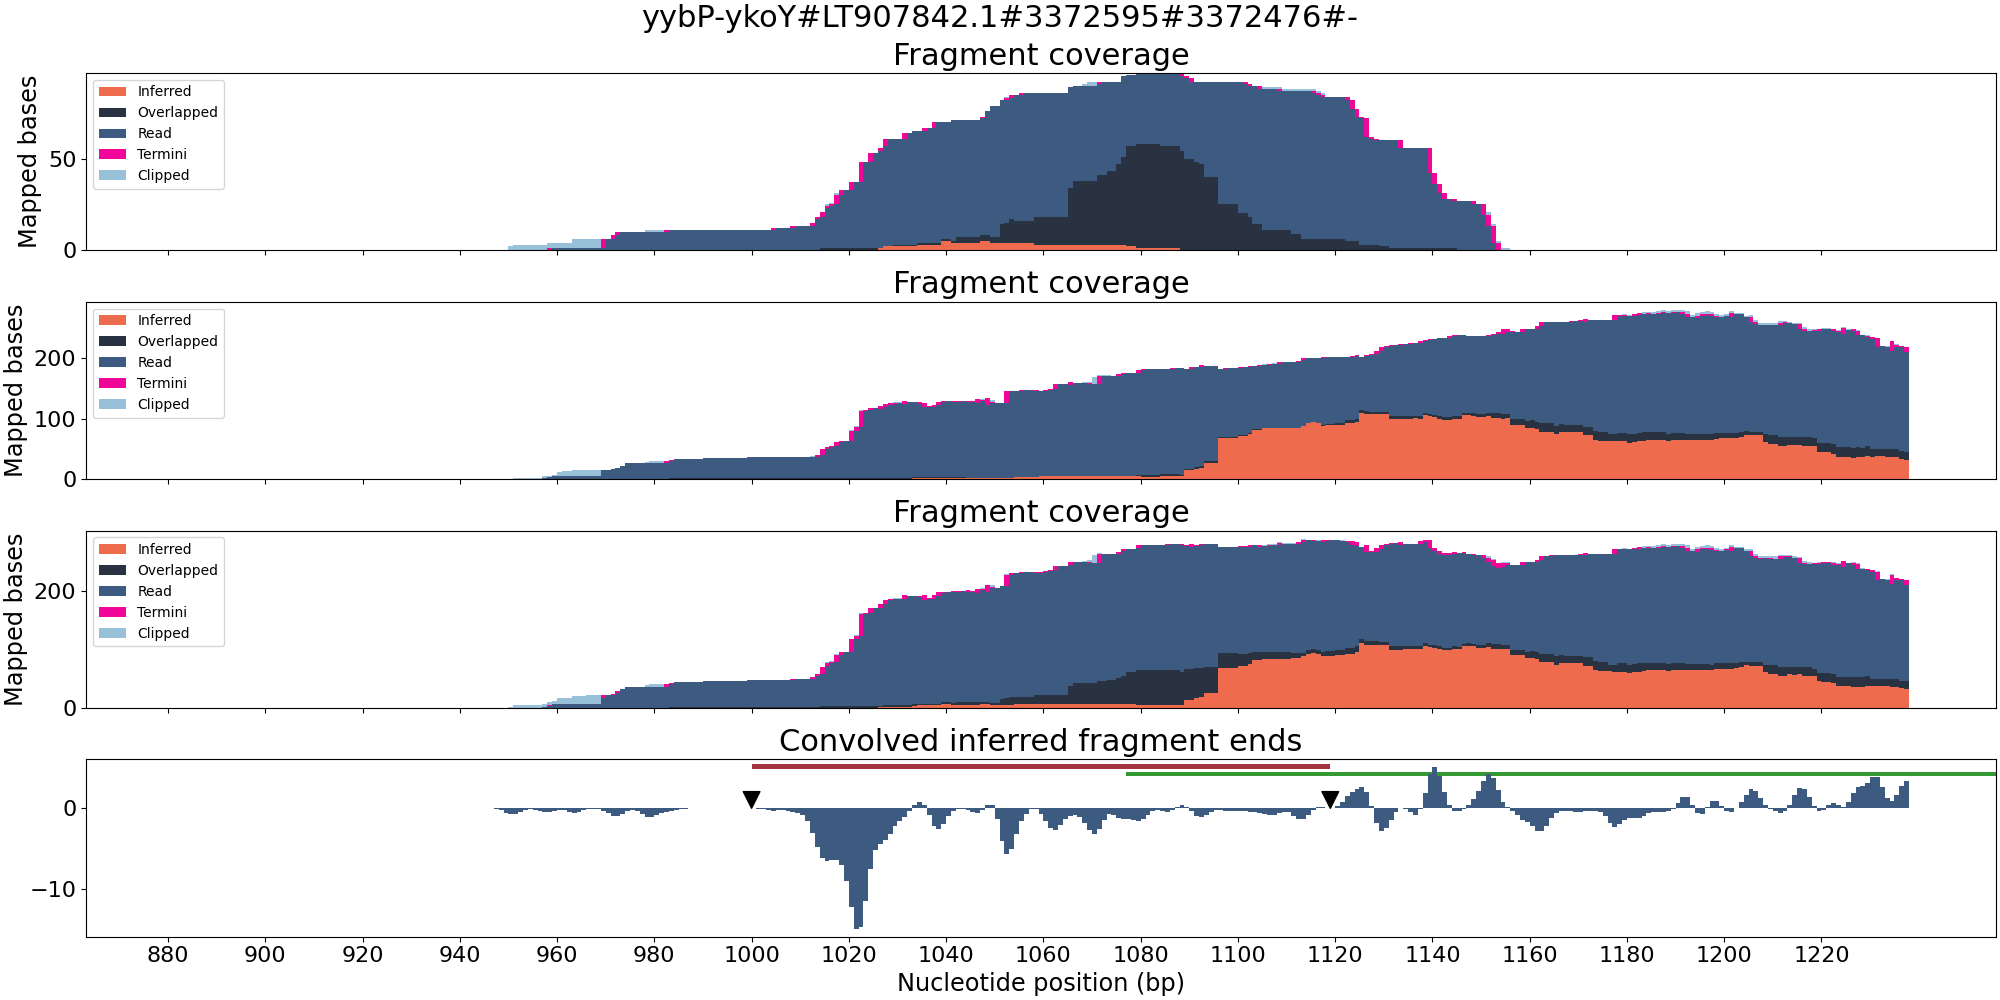 yybP-ykoY#LT907842.1#3372595#3372476#-
Fragment coverage
Mapped bases
50
0
Inferred
Overlapped
Read
Termini
Clipped
Fragment coverage
Mapped bases
200
100
0
Inferred
Overlapped
Read
Termini
Clipped
Fragment coverage
Mapped bases
200
0
Inferred
Overlapped
Read
Termini
Clipped
Convolved inferred fragment ends
0
−10
880 900 920 940 960 980 1000 1020 1040 1060 1080 1100 1120 1140 1160 1180 1200 1220
Nucleotide position (bp)